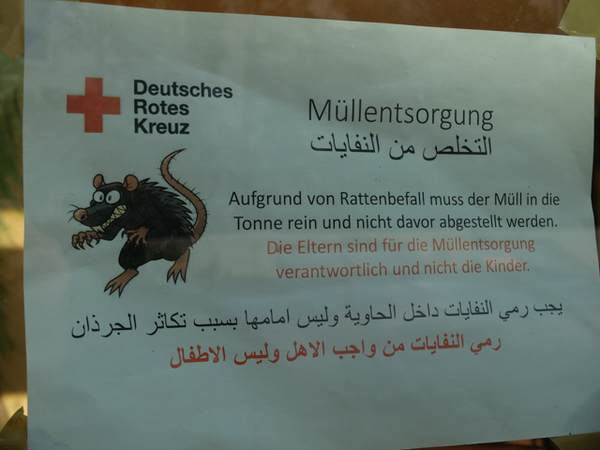 Deutsches
Rotes
Kreuz
Müllentsorgung
التخلص من النفايات
Aufgrund von Rattenbefall muss der Müll in die
Tonne rein und nicht davor abgestellt werden.
Die Eltern sind für die Müllentsorgung
verantwortlich und nicht die Kinder.
يجب رمي النفايات داخل الحاوية وليس امامها بسبب تكاثر الجرذان
رمي النفايات من واجب الاهل وليس الاطفال